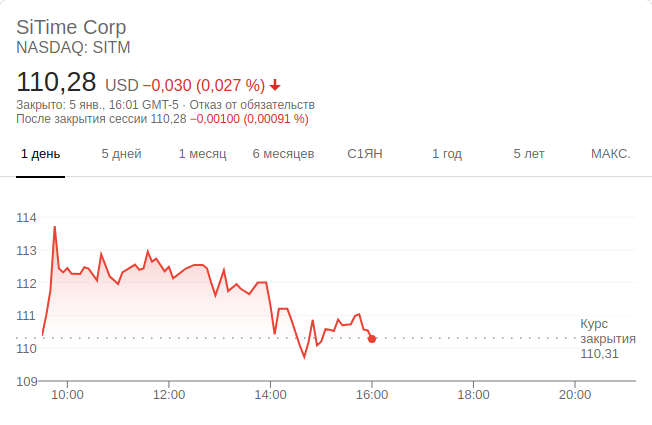 SiTime Corp
NASDAQ: SITM
110,28 USD −0,030 (0,027 %)
Закрыто: 5 янв., 16:01 GMT-5 · Отказ от обязательств
После закрытия сессии 110,28 −0,00100 (0,00091 %)
1 день 5 дней 1 месяц 6 месяцев С1ЯН 1 год 5 лет МАКС.
114
113
112
111
Курс
закрытия
110,31
110
109
10:00 12:00 14:00 16:00 18:00 20:00